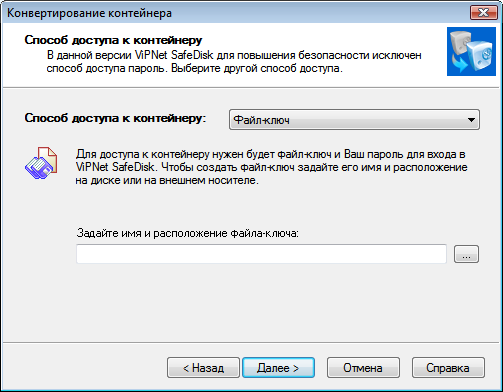 Конвертирование контейнера
Способ доступа к контейнеру
В данной версии ViPNet SafeDisk для повышения безопасности исключен
способ доступа пароль. Выберите другой способ доступа.
Способ доступа к контейнеру: Файл-ключ
Для доступа к контейнеру нужен будет файл-ключ и Ваш пароль для входа в
ViPNet SafeDisk. Чтобы создать файл-ключ задайте его имя и расположение
на диске или на внешнем носителе.
Задайте имя и расположение файла-ключа:
...
< Назад Далее > Отмена Справка